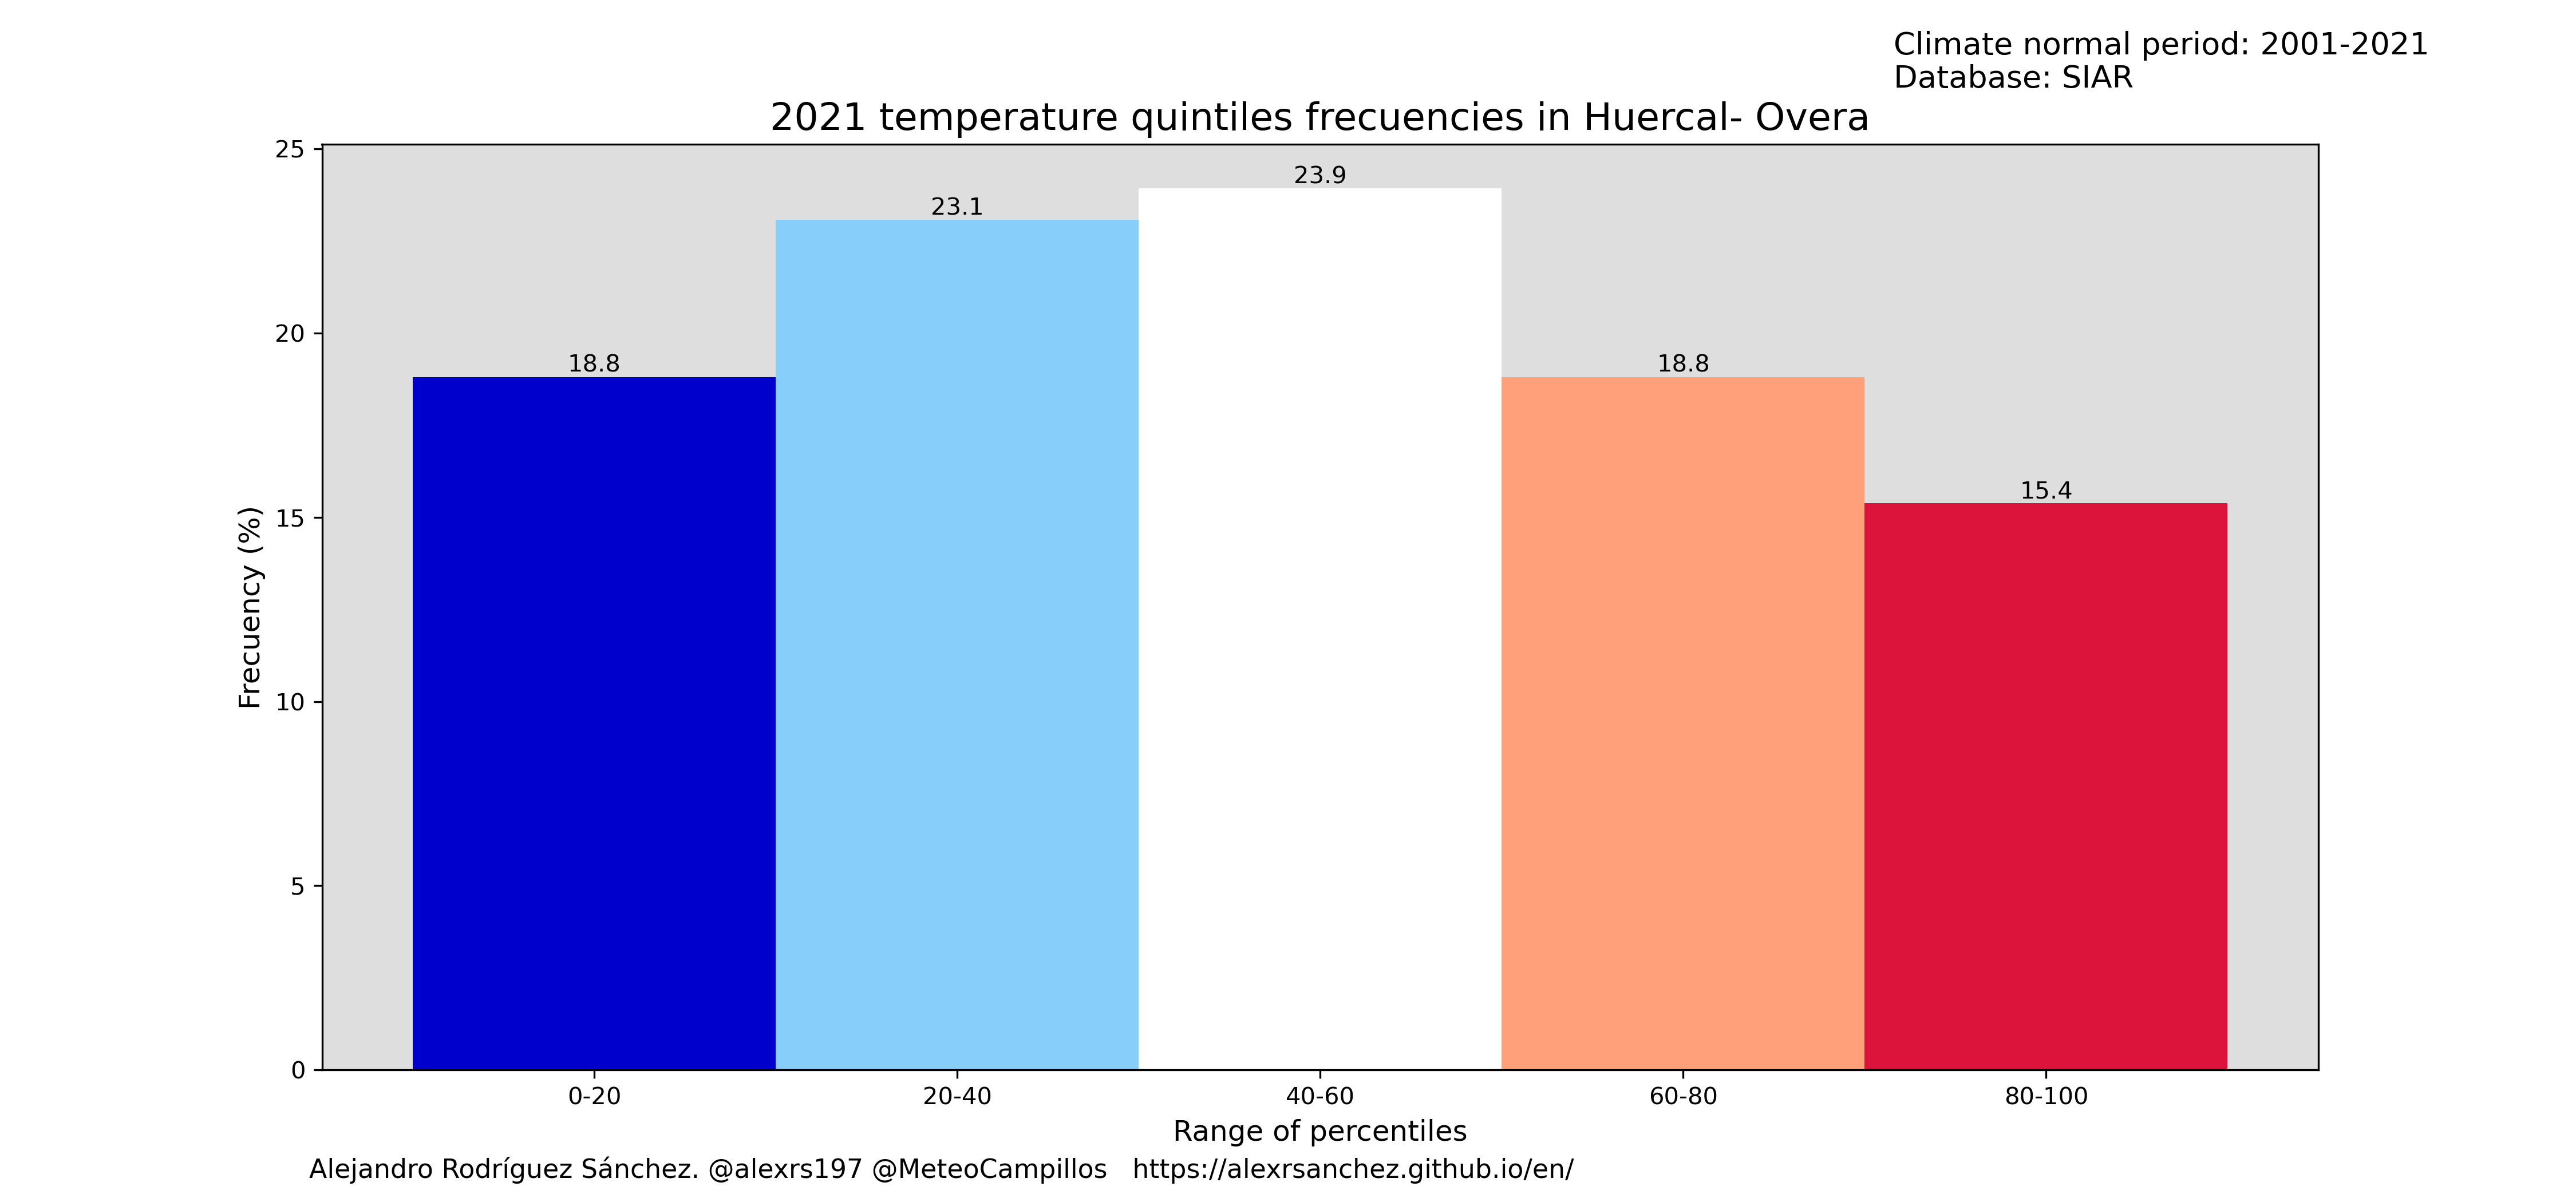 Climate normal period: 2001-2021
Database: SIAR
2021 temperature quintiles frecuencies in Huercal- Overa
25
20
15
10
5
0
Frecuency (%)
18.8
23.1
23.9
18.8
15.4
0-20
20-40
40-60
60-80
80-100
Range of percentiles
Alejandro Rodríguez Sánchez. @alexrs197 @MeteoCampillos https://alexrsanchez.github.io/en/